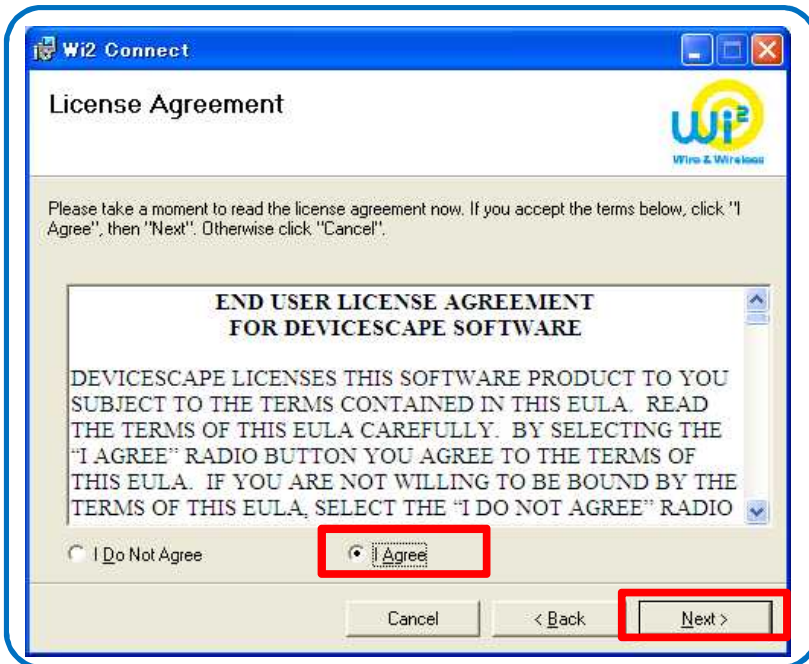 Wi2 Connect
License Agreement
Wi2
Wire & Wireless
Please take a moment to read the license agreement now. If you accept the terms below, click "I
Agree", then "Next". Otherwise click "Cancel".
END USER LICENSE AGREEMENT
FOR DEVICESCAPE SOFTWARE
DEVICESCAPE LICENSES THIS SOFTWARE PRODUCT TO YOU
SUBJECT TO THE TERMS CONTAINED IN THIS EULA.  READ
THE TERMS OF THIS EULA CAREFULLY.  BY SELECTING THE
“I AGREE” RADIO BUTTON YOU AGREE TO THE TERMS OF
THIS EULA.  IF YOU ARE NOT WILLING TO BE BOUND BY THE
TERMS OF THIS EULA, SELECT THE “I DO NOT AGREE” RADIO
I Do Not Agree
I Agree
Cancel
< Back
Next >